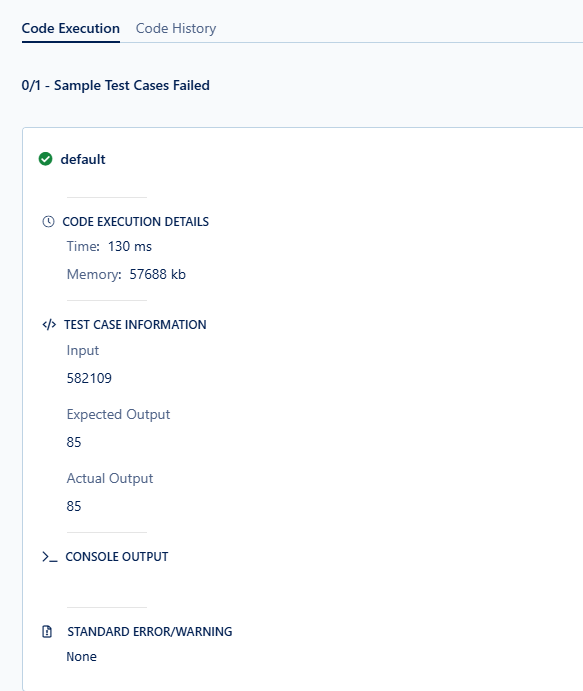 Code Execution Code History
0/1 - Sample Test Cases Failed
default
CODE EXECUTION DETAILS
Time: 130 ms
Memory: 57688 kb
</> TEST CASE INFORMATION
Input
582109
Expected Output
85
Actual Output
85
>_ CONSOLE OUTPUT
STANDARD ERROR/WARNING
None